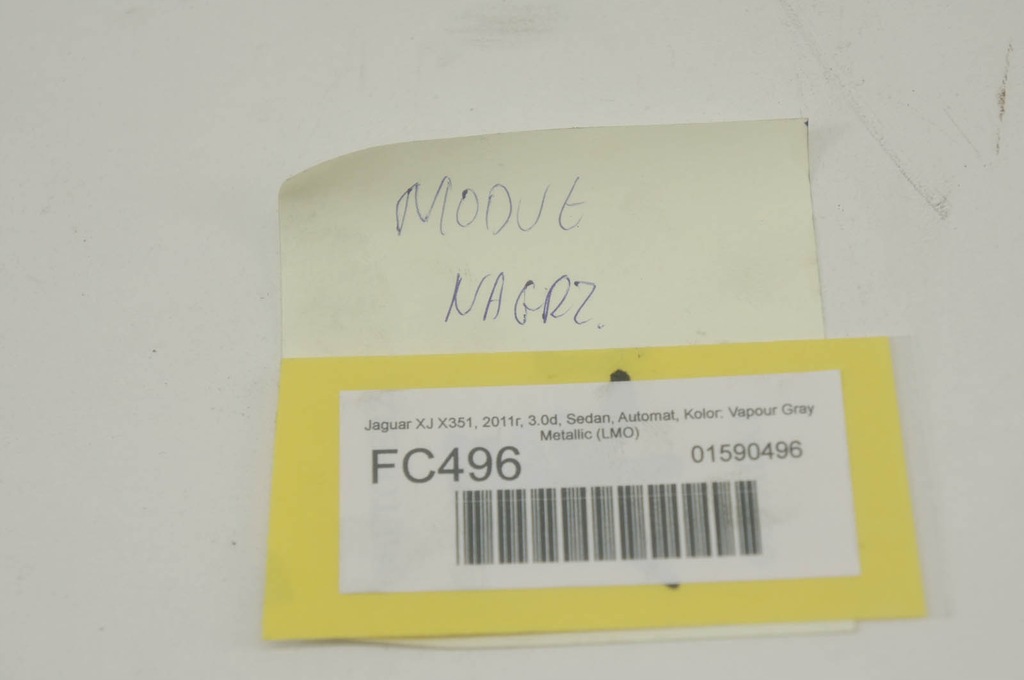 MODUŁ
NAGRZ.
Jaguar XJ X351, 2011r, 3.0d, Sedan, Automat, Kolor: Vapour Gray
Metallic (LMO)
FC496 01590496